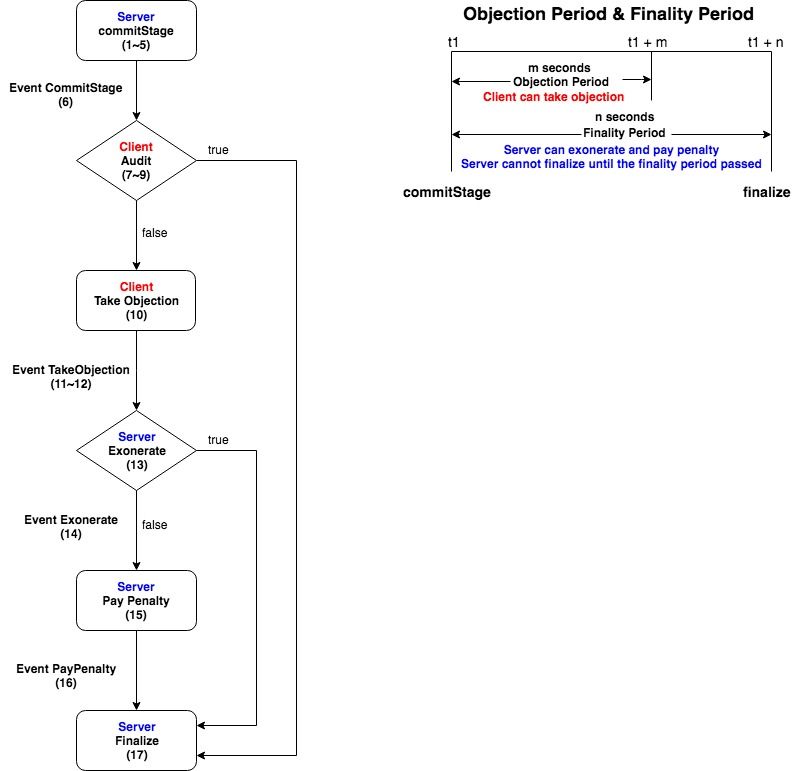 Server
commitStage
(1~5)
Event CommitStage
(6)
Client
Audit
(7~9)
true
false
Client
Take Objection
(10)
Event TakeObjection
(11~12)
Server
Exonerate
(13)
true
Event Exonerate
(14)
false
Server
Pay Penalty
(15)
Event PayPenalty
(16)
Server
Finalize
(17)
Objection Period & Finality Period
t1
t1 + m
t1 + n
m seconds
Objection Period
Client can take objection
n seconds
Finality Period
Server can exonerate and pay penalty
Server cannot finalize until the finality period passed
commitStage
finalize